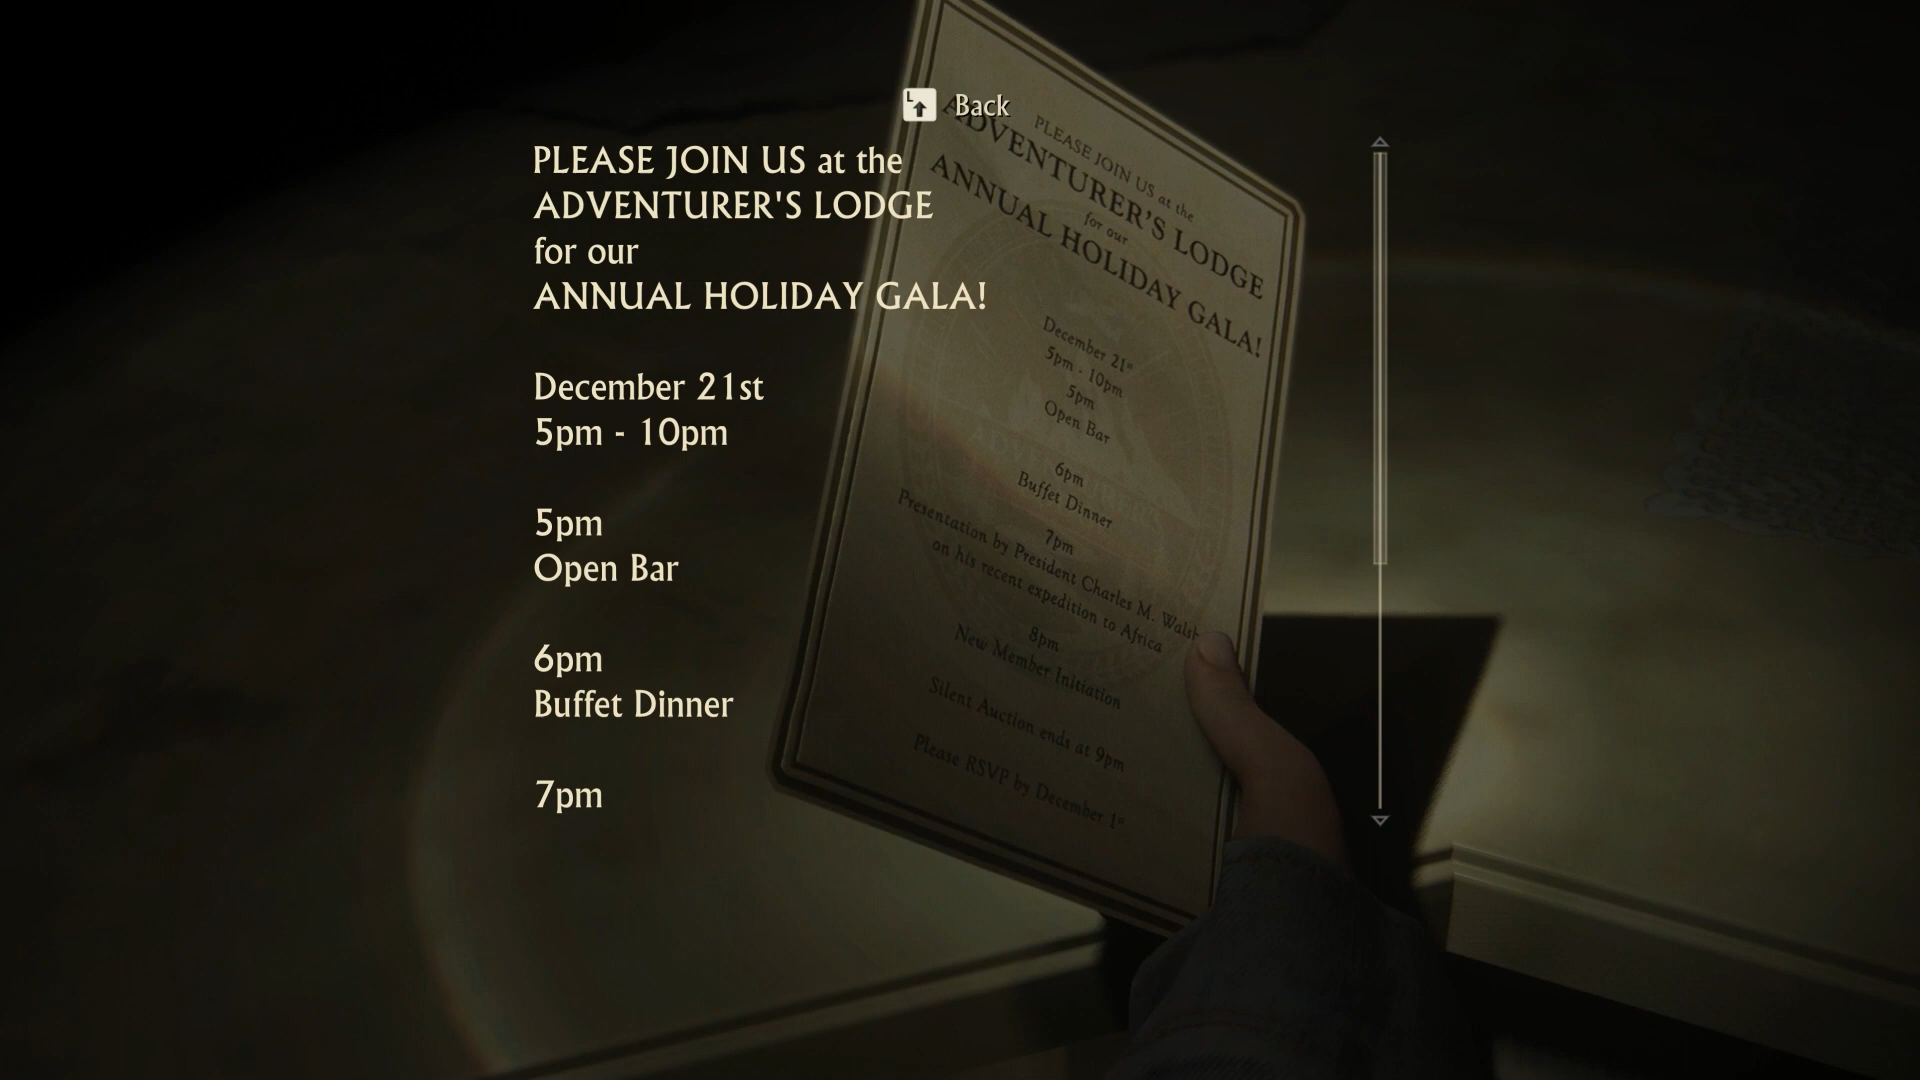 Back
PLEASE JOIN US at the
ADVENTURER'S LODGE
for our
ANNUAL HOLIDAY GALA!
December 21st
5pm - 10pm
5pm
Open Bar
6pm
Buffet Dinner
7pm
PLEASE JOIN US at the
ADVENTURER'S LODGE
for our
ANNUAL HOLIDAY GALA!
December 21st
5pm - 10pm
5pm
Open Bar
6pm
Buffet Dinner
7pm
Presentation by President Charles M. Walsh
on his recent expedition to Africa
8pm
New Member Initiation
Silent Auction ends at 9pm
Please RSVP by December 1st